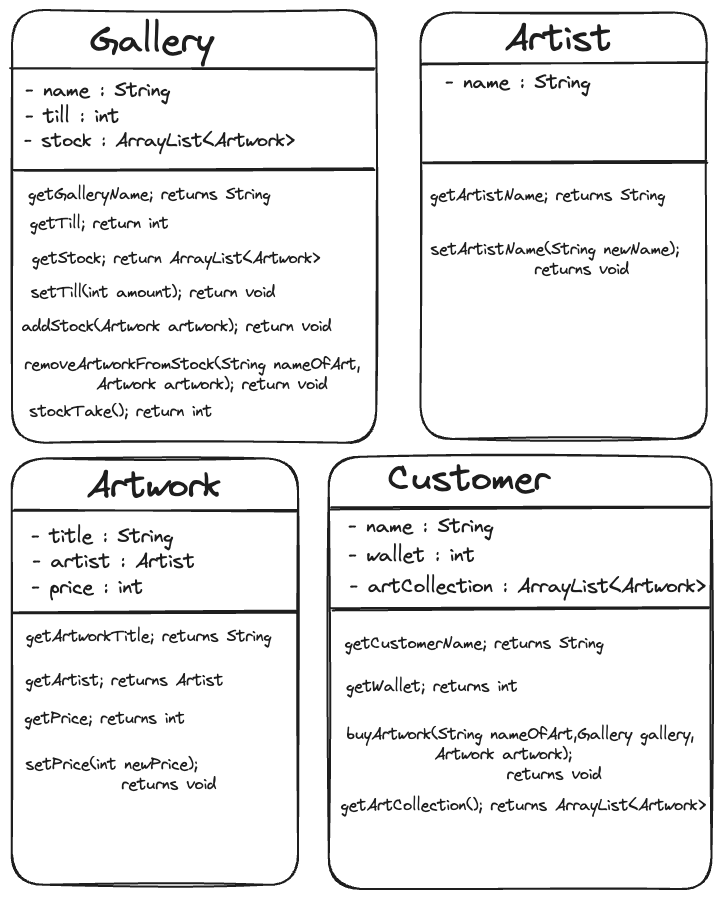 Gallery
- name : String
- till : int
- stock : ArrayList<Artwork>
getGalleryName; returns String
getTill; return int
getStock; return ArrayList<Artwork>
setTill(int amount); return void
addStock(Artwork artwork); return void
removeArtworkFromStock(String nameOfArt,
Artwork artwork); return void
stockTake(); return int
Artist
- name : String
getArtistName; returns String
setArtistName(String newName);
returns void
Artwork
- title : String
- artist : Artist
- price : int
getArtworkTitle; returns String
getArtist; returns Artist
getPrice; returns int
setPrice(int newPrice);
returns void
Customer
- name : String
- wallet : int
- artCollection : ArrayList<Artwork>
getCustomerName; returns String
getWallet; returns int
buyArtwork(String nameOfArt,Gallery gallery,
Artwork artwork);
returns void
getArtCollection(); returns ArrayList<Artwork>